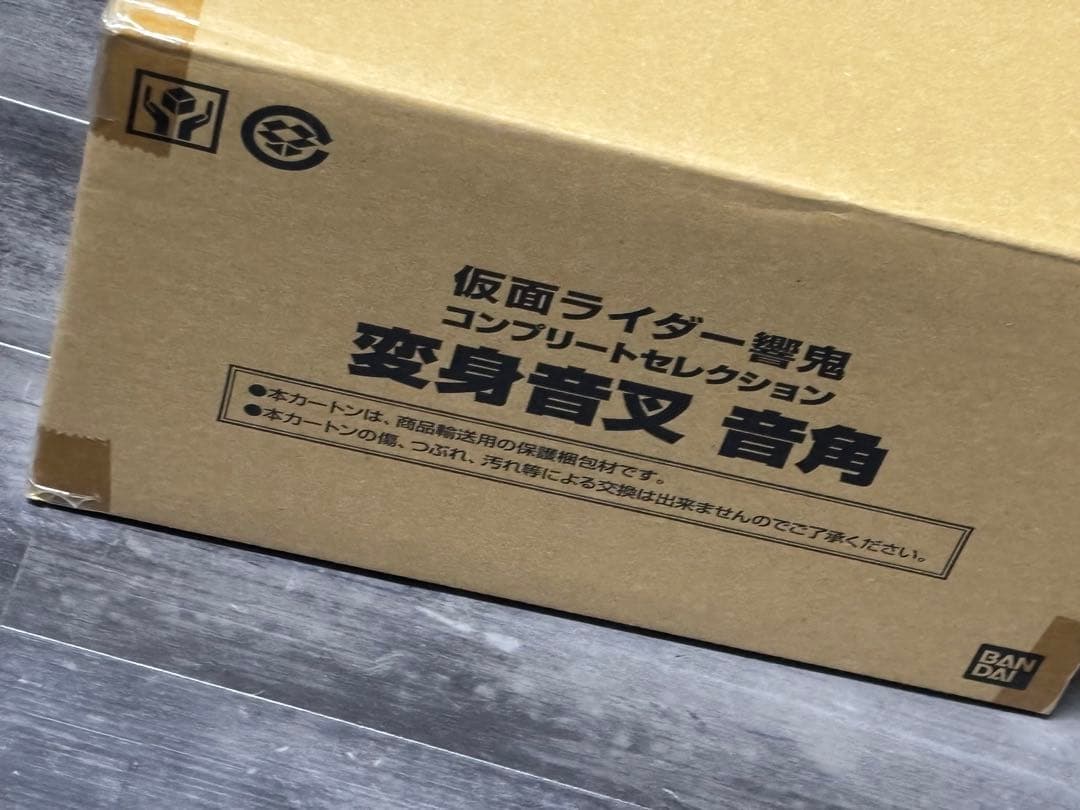 仮面ライダー響鬼
コンプリートセレクション
変身音叉 音角
●本カートンは、商品輸送用の保護梱包材です。
●本カートンの傷、つぶれ、汚れ等による交換は出来ませんのでご了承ください。
BAN
DAI